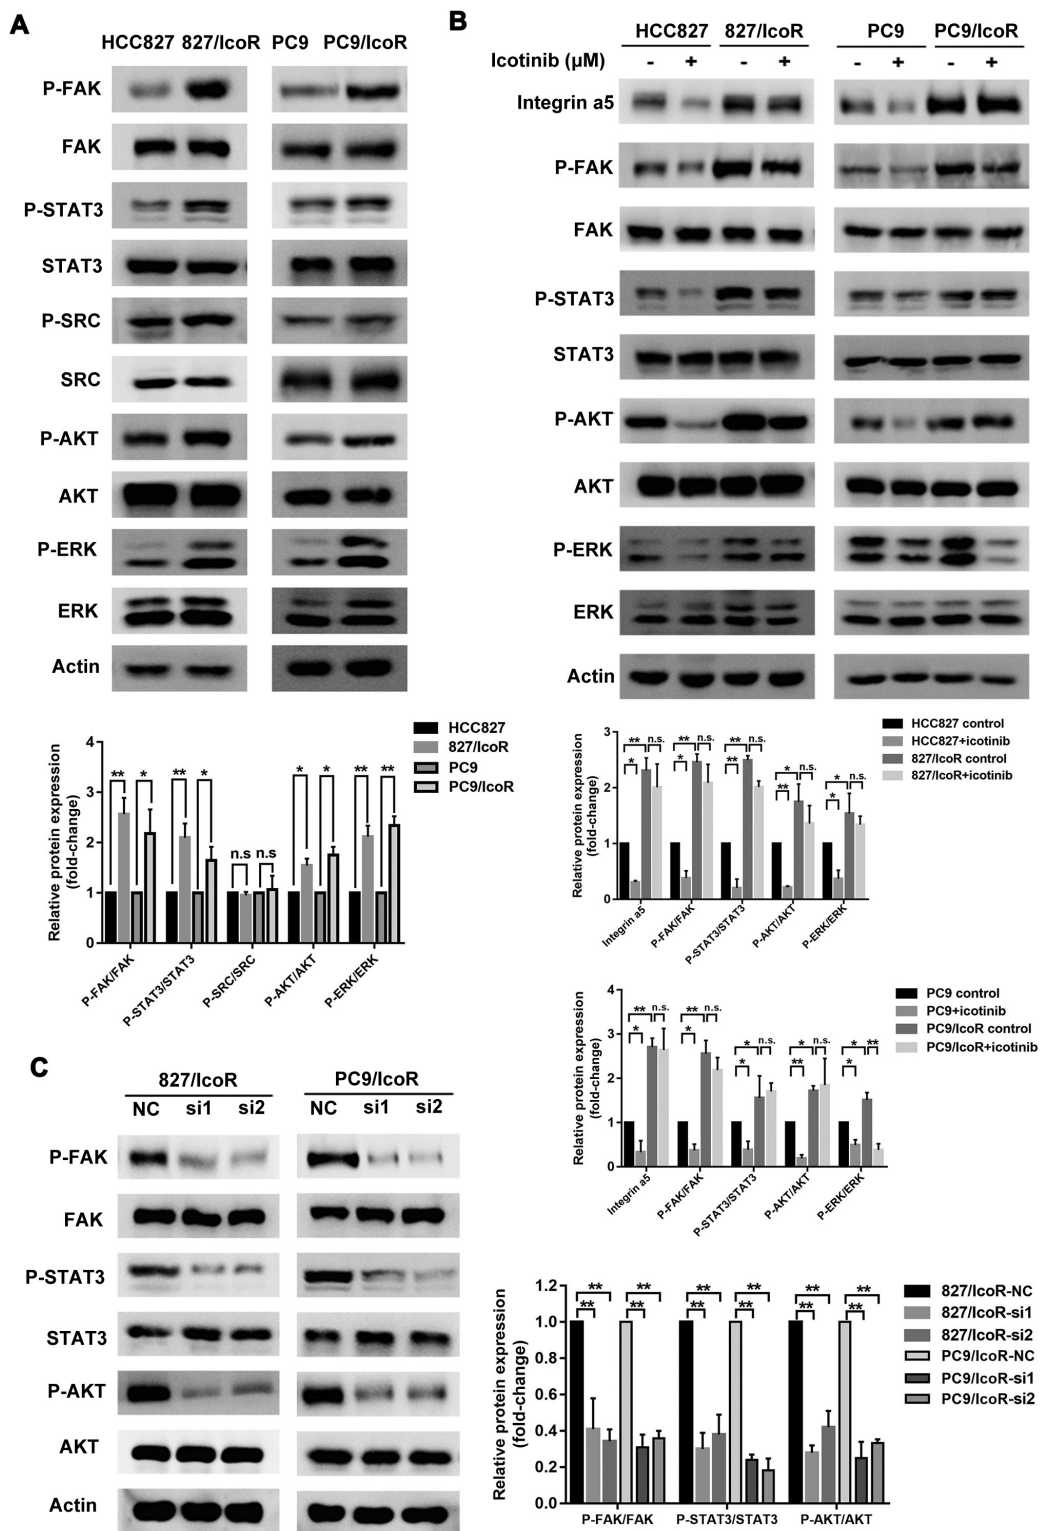 A
HCC827 827/IcoR PC9 PC9/IcoR
P-FAK
FAK
P-STAT3
STAT3
P-SRC
SRC
P-AKT
AKT
P-ERK
ERK
Actin
4
3
2
1
0
Relative protein expression
(fold-change)
** * ** * n.s n.s * * ** **
P-FAK/FAK
P-STAT3/STAT3
P-SRC/SRC
P-AKT/AKT
P-ERK/ERK
HCC827
827/IcoR
PC9
PC9/IcoR
B
HCC827 827/IcoR PC9 PC9/IcoR
Icotinib (μM) - + - + - + - +
Integrin a5
P-FAK
FAK
P-STAT3
STAT3
P-AKT
AKT
P-ERK
ERK
Actin
3
2
1
0
Relative protein expression
(fold-change)
** n.s. ** n.s. ** n.s. * n.s. * n.s.
* * ** ** *
Integrin a5
P-FAK/FAK
P-STAT3/STAT3
P-AKT/AKT
P-ERK/ERK
HCC827 control
HCC827+icotinib
827/IcoR control
827/IcoR+icotinib
4
3
2
1
0
Relative protein expression
(fold-change)
** n.s. ** n.s. * n.s. * n.s. * **
* * * ** *
Integrin a5
P-FAK/FAK
P-STAT3/STAT3
P-AKT/AKT
P-ERK/ERK
PC9 control
PC9+icotinib
PC9/IcoR control
PC9/IcoR+icotinib
C
827/IcoR PC9/IcoR
NC si1 si2 NC si1 si2
P-FAK
FAK
P-STAT3
STAT3
P-AKT
AKT
Actin
1.2
1.0
0.8
0.6
0.4
0.2
0.0
Relative protein expression
(fold-change)
** ** ** ** ** **
** ** ** ** ** **
P-FAK/FAK P-STAT3/STAT3 P-AKT/AKT
827/IcoR-NC
827/IcoR-si1
827/IcoR-si2
PC9/IcoR-NC
PC9/IcoR-si1
PC9/IcoR-si2